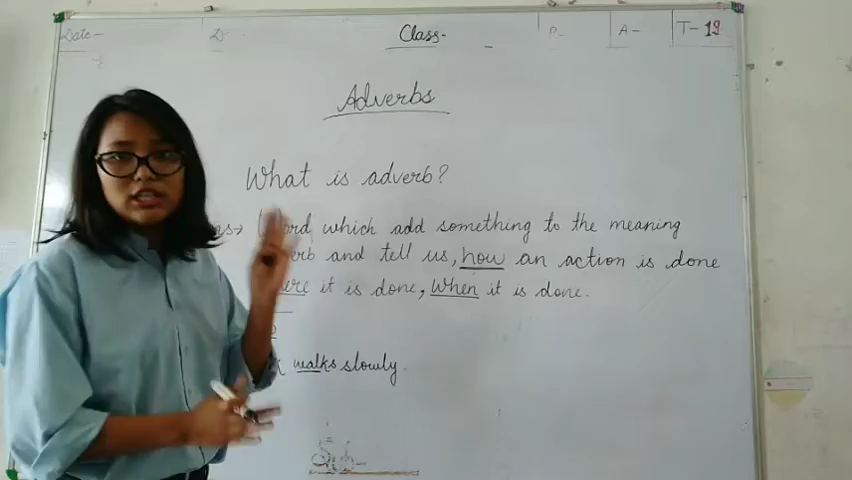 Date- D Class- P- A- T-19
Adverbs
What is adverb?
Word which add something to the meaning
and tell us, how an action is done
it is done, When it is done.
walks slowly.
Sub-